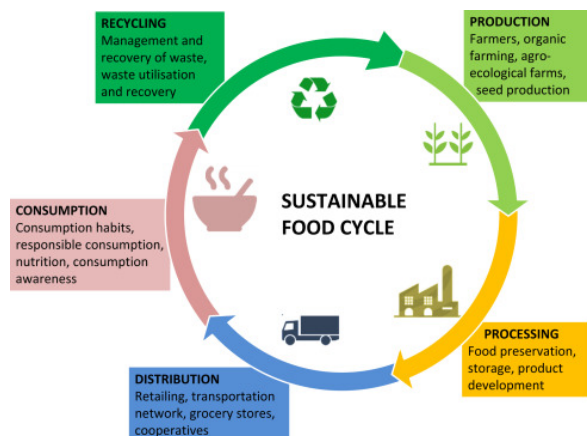 RECYCLING
Management and
recovery of waste,
waste utilisation
and recovery
PRODUCTION
Farmers, organic
farming, agro-
ecological farms,
seed production
SUSTAINABLE
FOOD CYCLE
CONSUMPTION
Consumption habits,
responsible consumption,
nutrition, consumption
awareness
PROCESSING
Food preservation,
storage, product
development
DISTRIBUTION
Retailing, transportation
network, grocery stores,
cooperatives